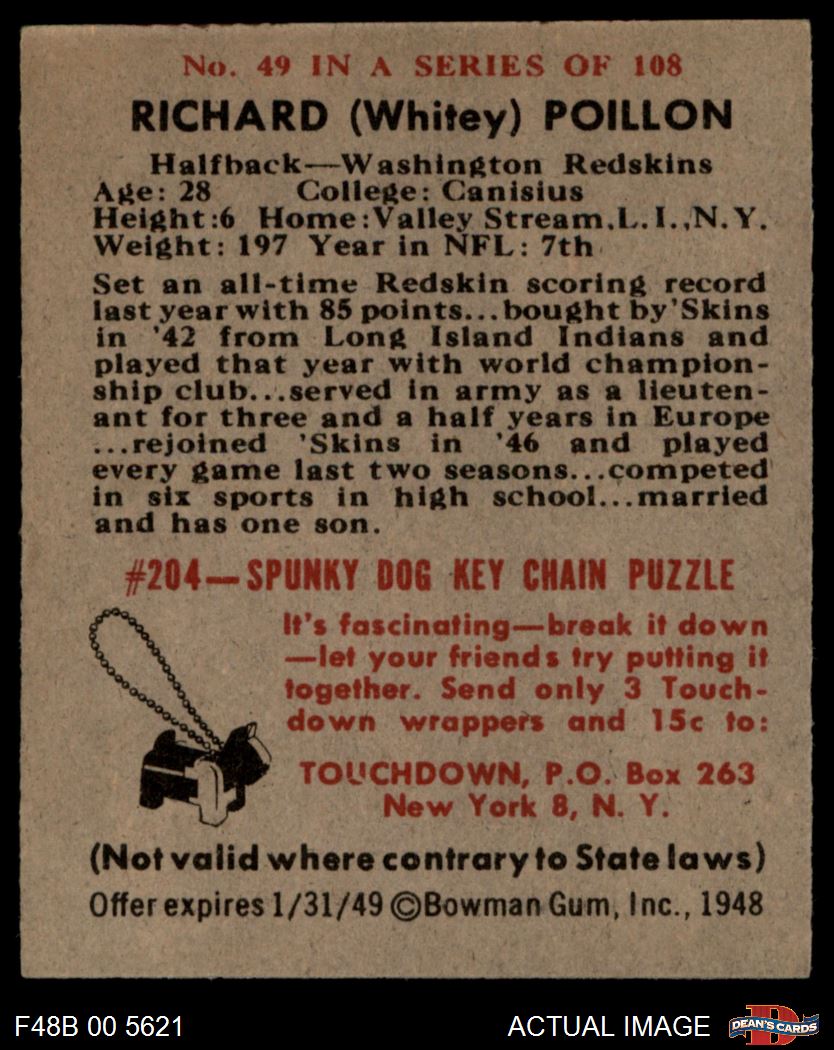 No. 49 IN A SERIES OF 108
RICHARD (Whitey) POILLON
Halfback—Washington Redskins
Age: 28 College: Canisius
Height:6 Home:Valley Stream,L.I.,N.Y.
Weight: 197 Year in NFL: 7th
Set an all-time Redskin scoring record
last year with 85 points...bought by 'Skins
in '42 from Long Island Indians and
played that year with world champion-
ship club...served in army as a lieuten-
ant for three and a half years in Europe
...rejoined 'Skins in '46 and played
every game last two seasons...competed
in six sports in high school...married
and has one son.
#204—SPUNKY DOG KEY CHAIN PUZZLE
It's fascinating—break it down
—let your friends try putting it
together. Send only 3 Touch-
down wrappers and 15c to:
TOUCHDOWN, P.O. Box 263
New York 8, N. Y.
(Not valid where contrary to State laws)
Offer expires 1/31/49 ©Bowman Gum, Inc., 1948
F48B 00 5621 ACTUAL IMAGE D DEAN'S CARDS